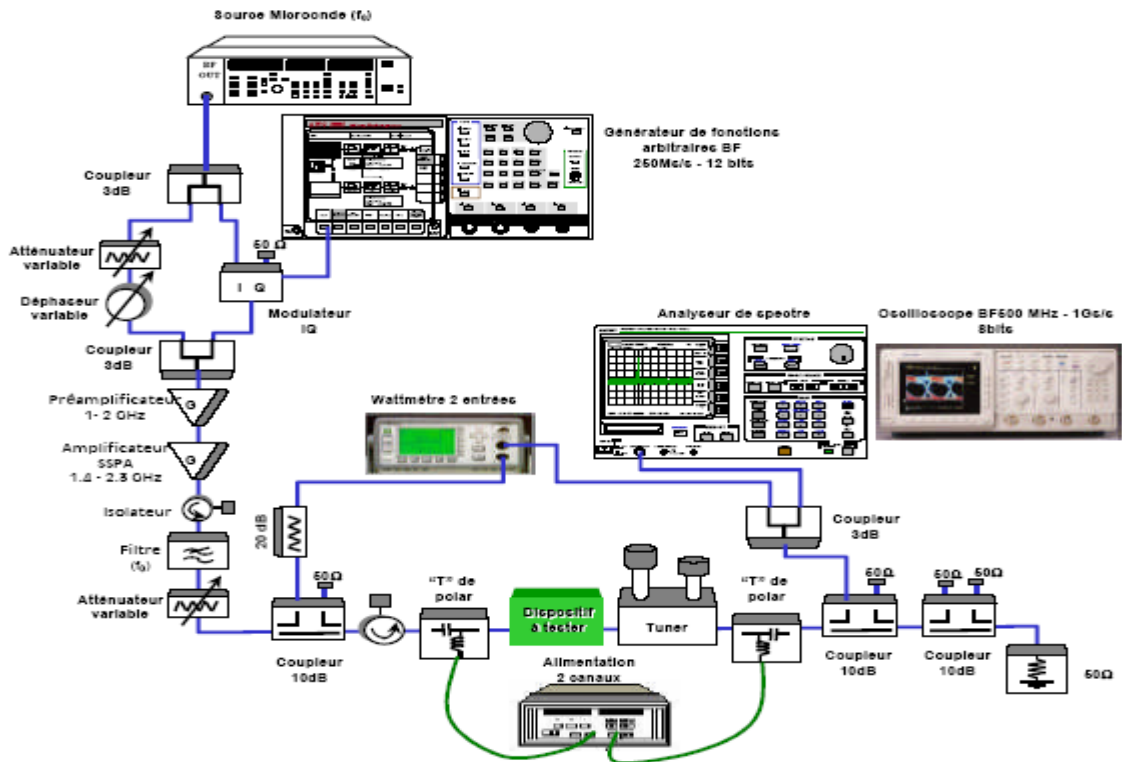 Source Microonde (f₀)
RF
OUT
Générateur de fonctions
arbitraires BF
250Ms/s - 12 bits
Coupleur
3dB
50 Ω
Atténuateur
variable
I Q
Déphaseur
variable
Modulateur
IQ
Analyseur de spectre
Oscilloscope BF500 MHz - 1Gs/s
8bits
Coupleur
3dB
G
Préamplificateur
1- 2 GHz
Wattmètre 2 entrées
G
Amplificateur
SSPA
1.4 - 2.3 GHz
Isolateur
20 dB
Coupleur
3dB
Filtre
(f₀)
50Ω
"T" de
polar
"T" de
polar
50Ω
50Ω
50Ω
Atténuateur
variable
Dispositif
à tester
Tuner
Coupleur
10dB
Coupleur
10dB
Coupleur
10dB
50Ω
Alimentation
2 canaux